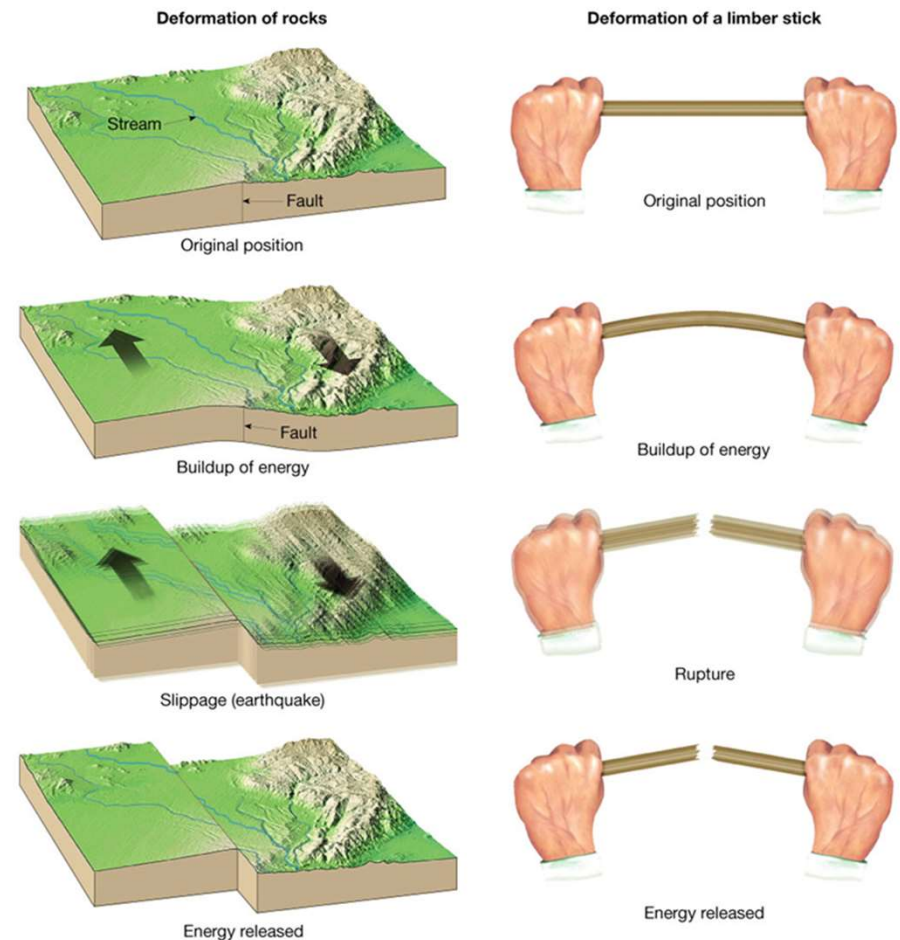 Deformation of rocks
Deformation of a limber stick
Stream
Fault
Original position
Original position
Fault
Buildup of energy
Buildup of energy
Slippage (earthquake)
Rupture
Energy released
Energy released